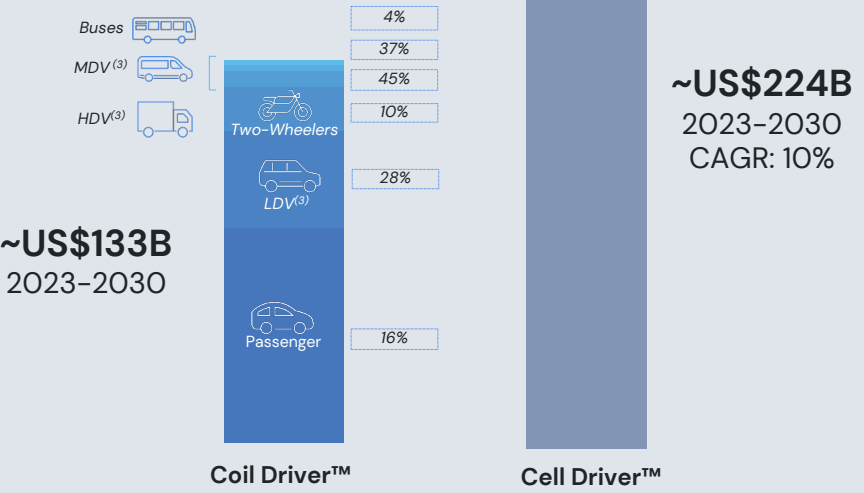 Buses
MDV(3)
HDV(3)
4%
37%
45%
10%
28%
16%
Two-Wheelers
LDV(3)
Passenger
~US$133B
2023-2030
Coil Driver™
~US$224B
2023-2030
CAGR: 10%
Cell Driver™